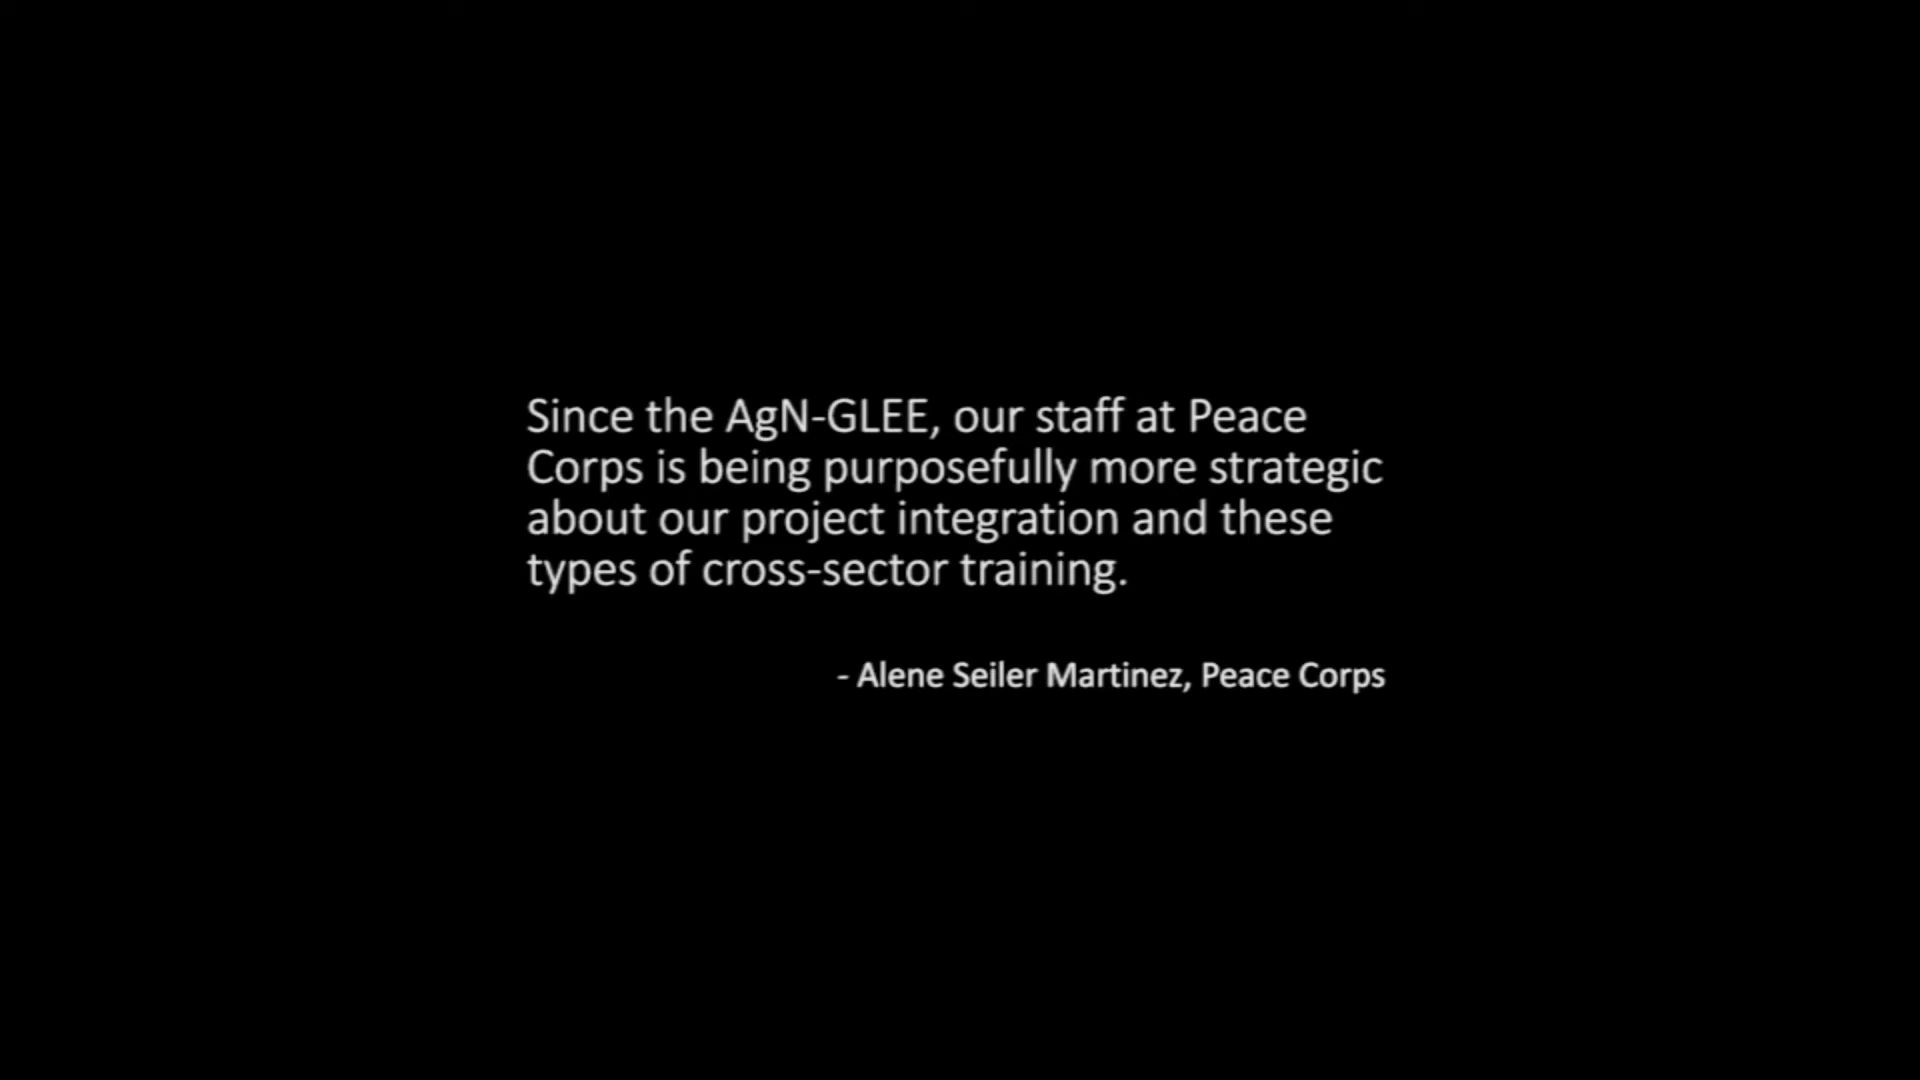 Since the AgN-GLEE, our staff at Peace
Corps is being purposefully more strategic
about our project integration and these
types of cross-sector training.
- Alene Seiler Martinez, Peace Corps